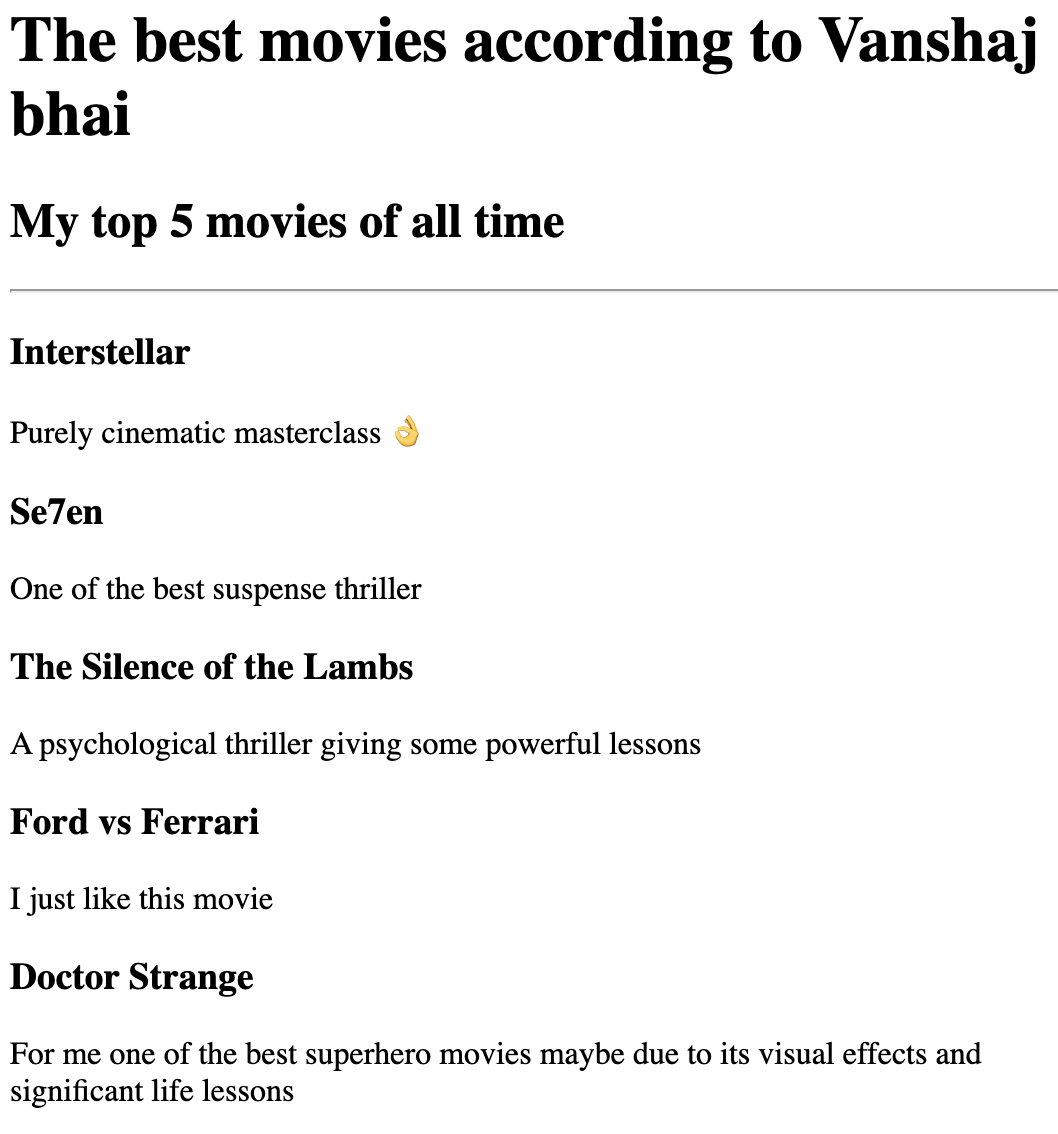 The best movies according to Vanshaj
bhai
My top 5 movies of all time
Interstellar
Purely cinematic masterclass 👌
Se7en
One of the best suspense thriller
The Silence of the Lambs
A psychological thriller giving some powerful lessons
Ford vs Ferrari
I just like this movie
Doctor Strange
For me one of the best superhero movies maybe due to its visual effects and
significant life lessons